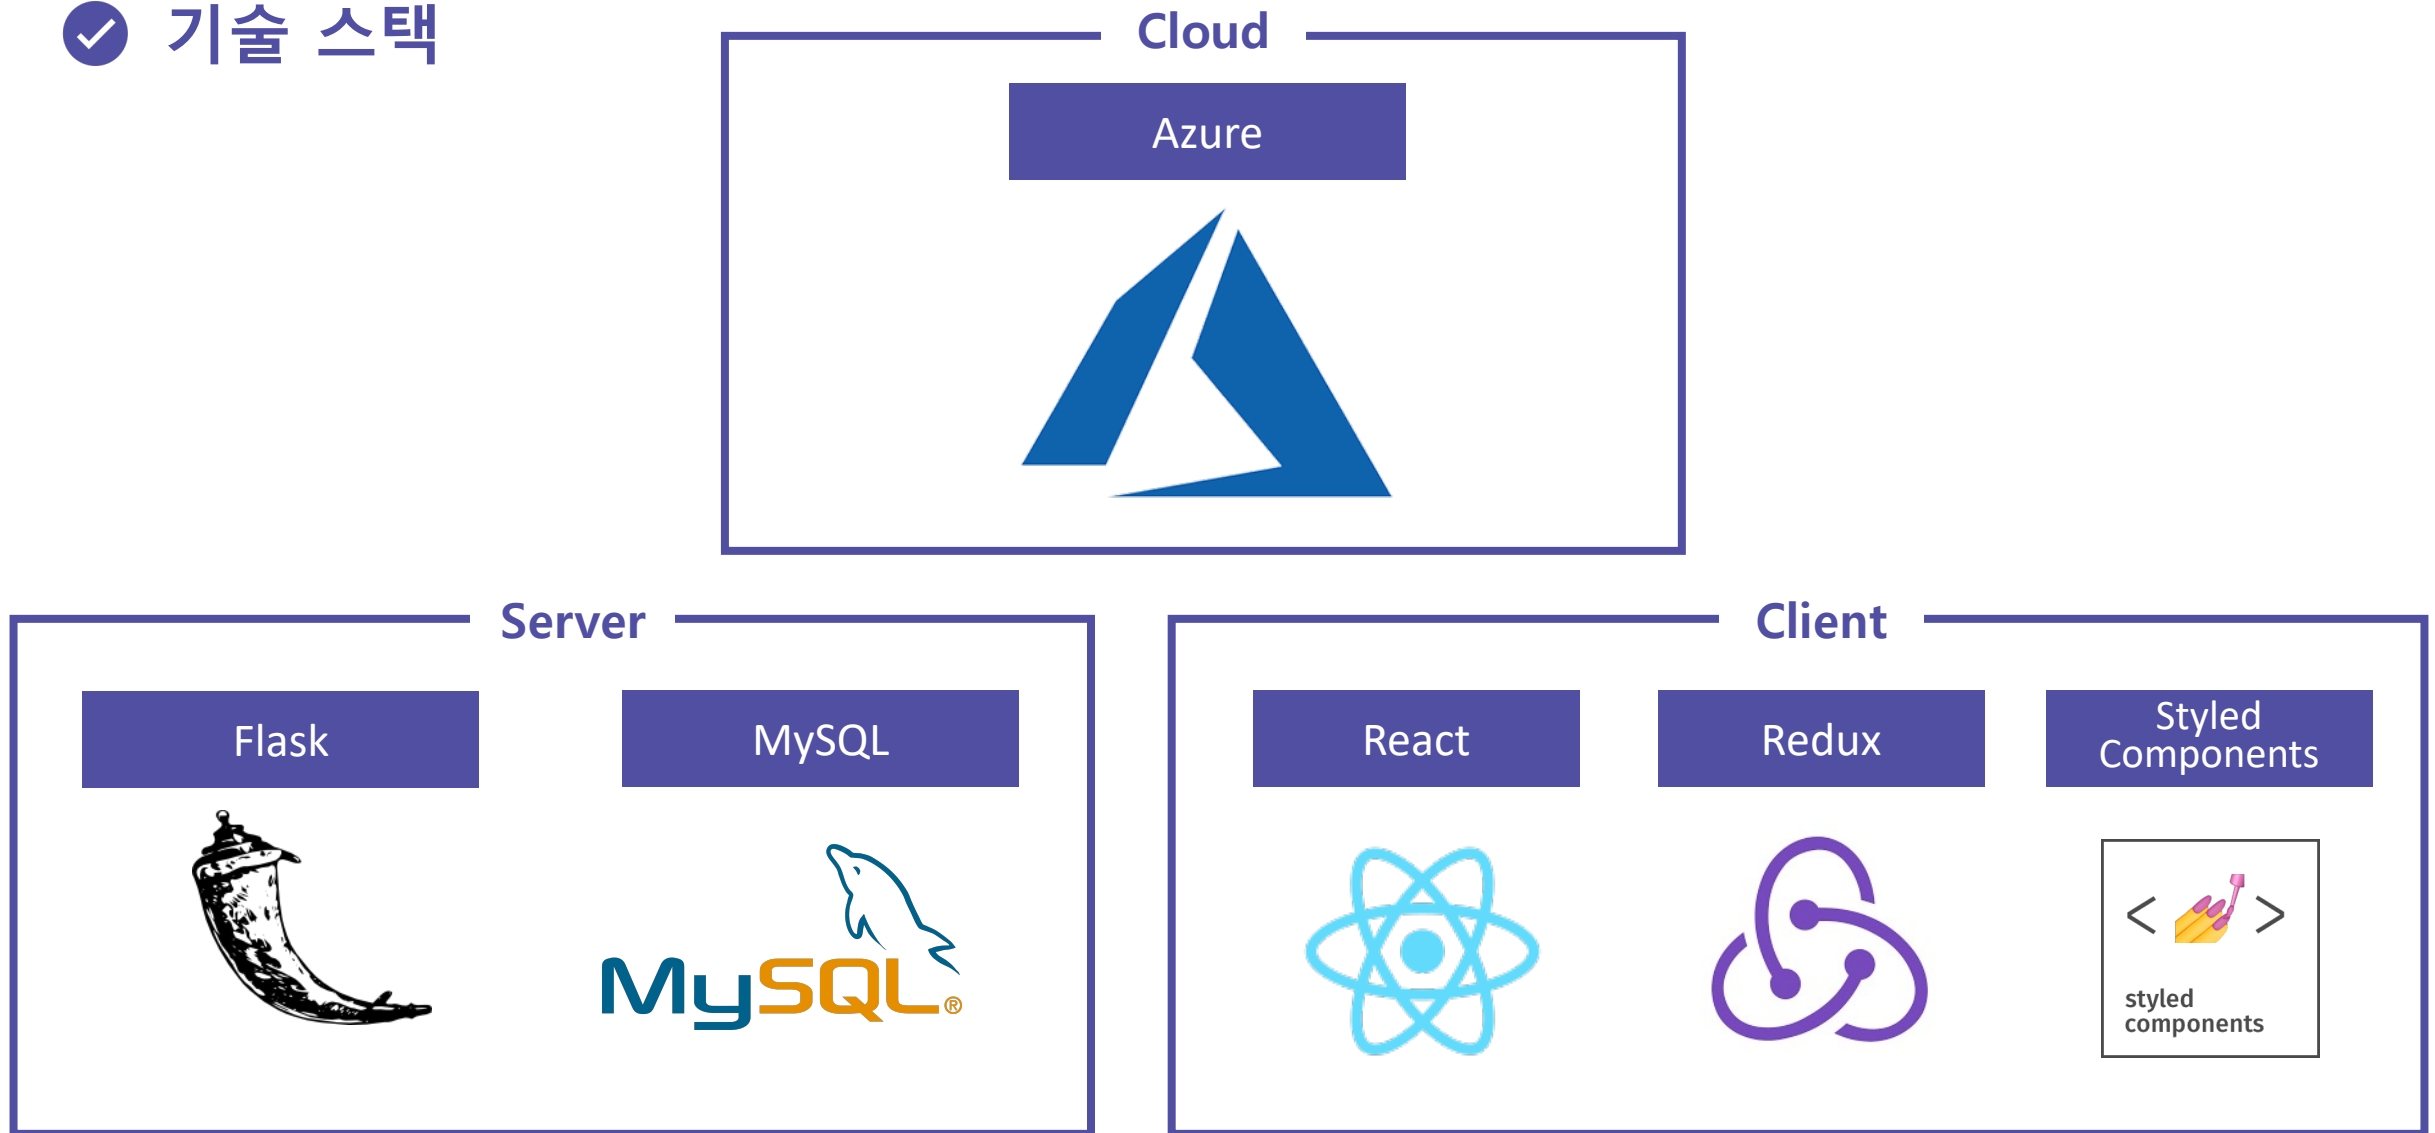 기술 스택
Cloud
Azure
Server
Flask
MySQL
MySQL®
Client
React
Redux
Styled
Components
< >
styled
components